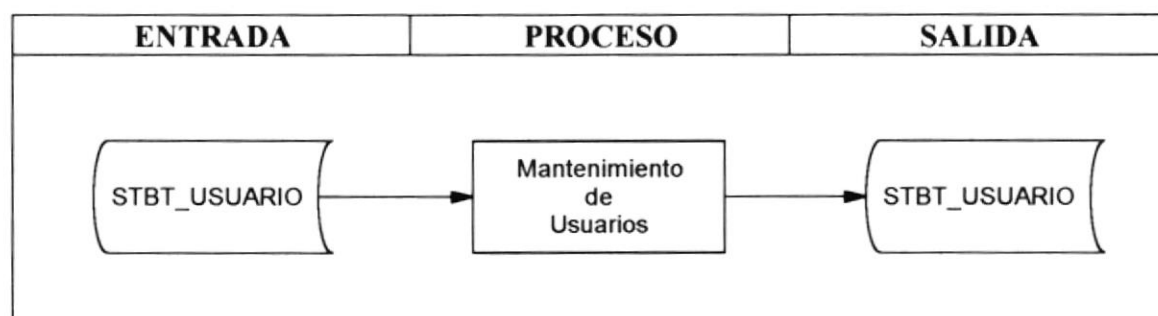 ENTRADA PROCESO SALIDA
STBT_USUARIO
Mantenimiento
de
Usuarios
STBT_USUARIO